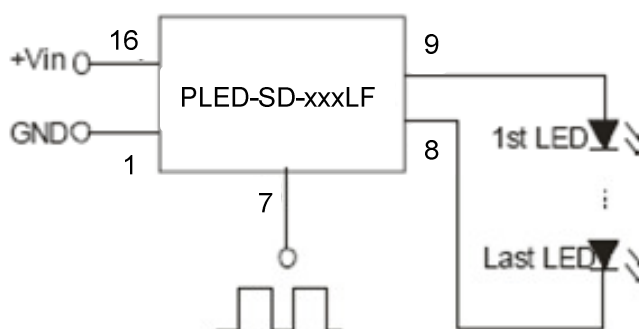 16
9
+Vin
PLED-SD-xxxLF
GND
1st LED
1
8
7
Last LED